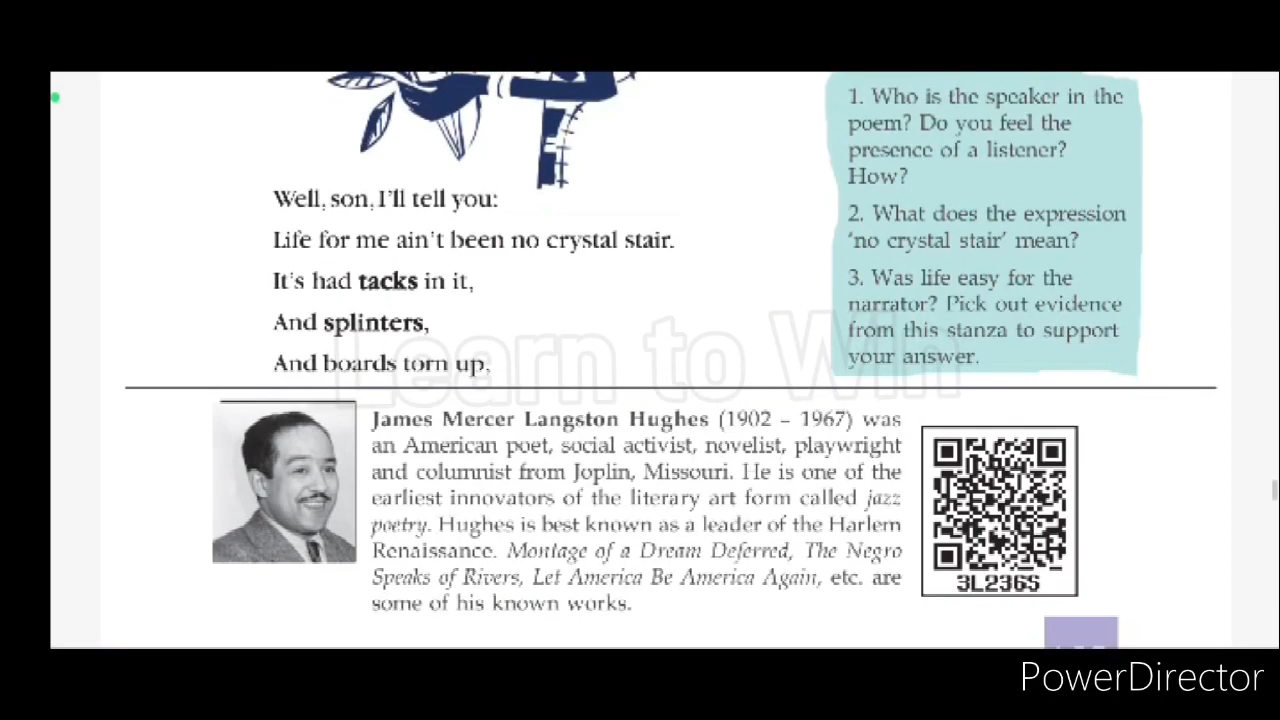 Well, son, I'll tell you:
Life for me ain't been no crystal stair.
It's had tacks in it,
And splinters,
And boards torn up,
1. Who is the speaker in the
poem? Do you feel the
presence of a listener?
How?
2. What does the expression
'no crystal stair' mean?
3. Was life easy for the
narrator? Pick out evidence
from this stanza to support
your answer.
Learn to Win
James Mercer Langston Hughes (1902 – 1967) was
an American poet, social activist, novelist, playwright
and columnist from Joplin, Missouri. He is one of the
earliest innovators of the literary art form called jazz
poetry. Hughes is best known as a leader of the Harlem
Renaissance. Montage of a Dream Deferred, The Negro
Speaks of Rivers, Let America Be America Again, etc. are
some of his known works.
3L236S
PowerDirector